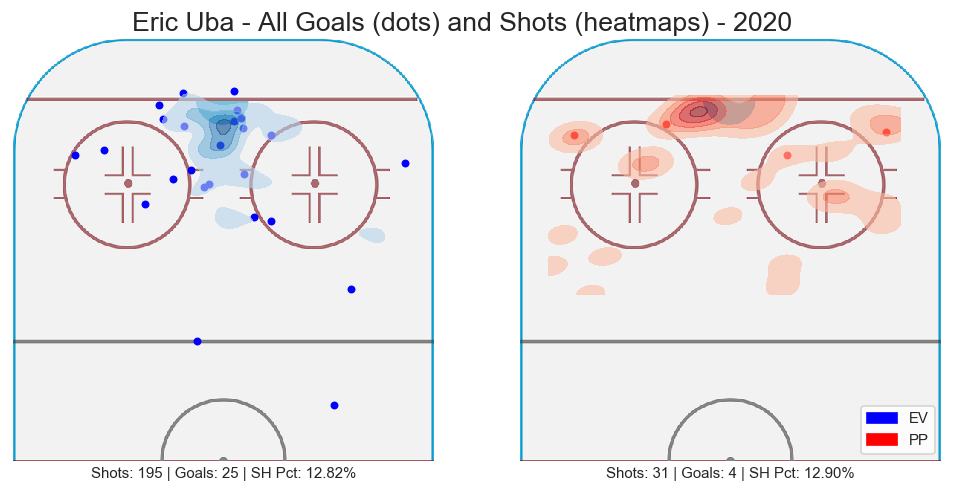 Eric Uba - All Goals (dots) and Shots (heatmaps) - 2020
EV
PP
Shots: 195 | Goals: 25 | SH Pct: 12.82%
Shots: 31 | Goals: 4 | SH Pct: 12.90%